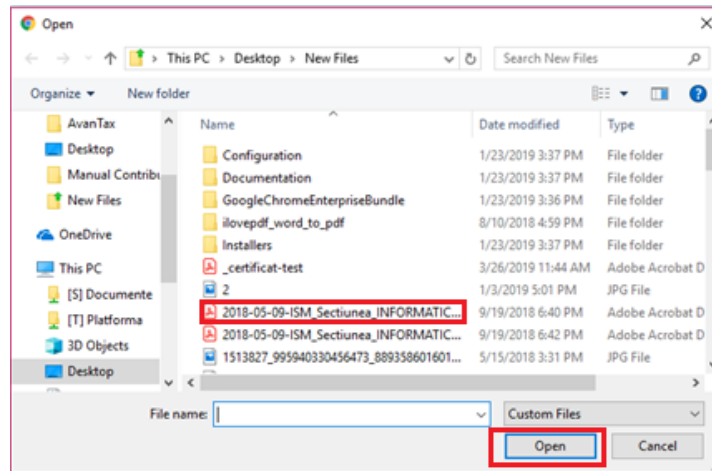 Open
This PC > Desktop > New Files
Search New Files
Organize
New folder
AvanTax
Desktop
Manual Contribu
New Files
OneDrive
This PC
[S] Documente
[T] Platforma
3D Objects
Desktop
Name Date modified Type
Configuration 1/23/2019 3:37 PM File folder
Documentation 1/23/2019 3:37 PM File folder
GoogleChromeEnterpriseBundle 1/23/2019 3:36 PM File folder
ilovepdf_word_to_pdf 8/10/2018 4:59 PM File folder
Installers 1/23/2019 3:37 PM File folder
_certificat-test 3/26/2019 11:44 AM Adobe Acrobat D
2 1/3/2019 5:01 PM JPG File
2018-05-09-ISM_Sectiunea_INFORMATIC... 9/19/2018 6:40 PM Adobe Acrobat D
2018-05-09-ISM_Sectiunea_INFORMATIC... 9/19/2018 6:42 PM Adobe Acrobat D
1513827_995940330456473_889358601601... 5/15/2018 3:31 PM JPG File
File name:
Custom Files
Open
Cancel